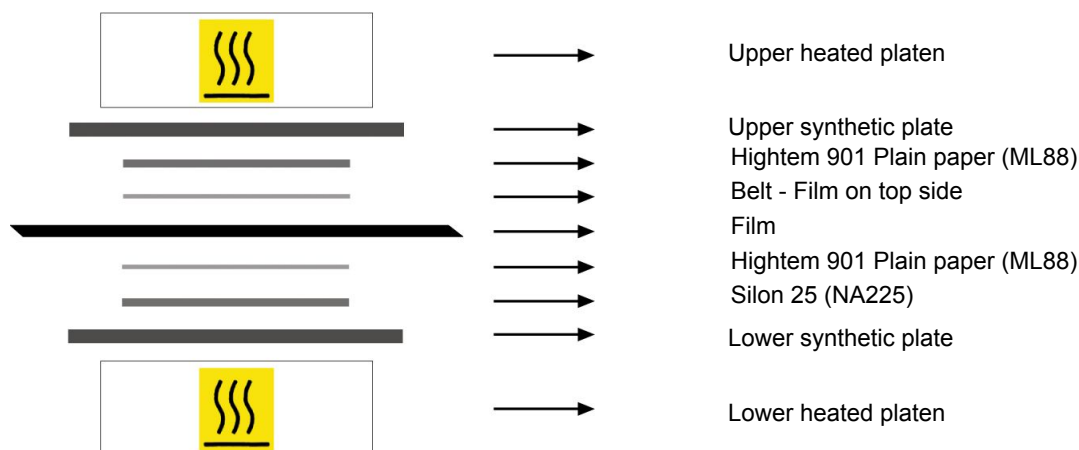 Upper heated platen
Upper synthetic plate
Hightem 901 Plain paper (ML88)
Belt - Film on top side
Film
Hightem 901 Plain paper (ML88)
Silon 25 (NA225)
Lower synthetic plate
Lower heated platen